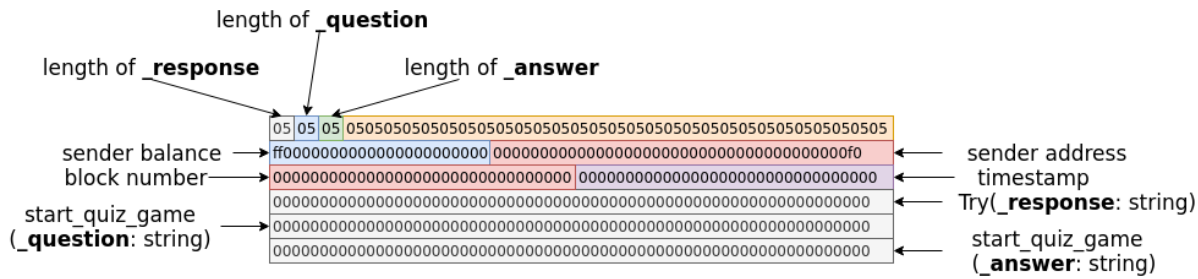 length of _question
length of _response
length of _answer
05 05 05 0505050505050505050505050505050505050505050505050505050505
sender balance
ff0000000000000000000000 00000000000000000000000000000000000000f0
sender address
block number
00000000000000000000000000000000 00000000000000000000000000000000
timestamp
0000000000000000000000000000000000000000000000000000000000000000
Try(_response: string)
start_quiz_game
(_question: string)
0000000000000000000000000000000000000000000000000000000000000000
0000000000000000000000000000000000000000000000000000000000000000
start_quiz_game
(_answer: string)